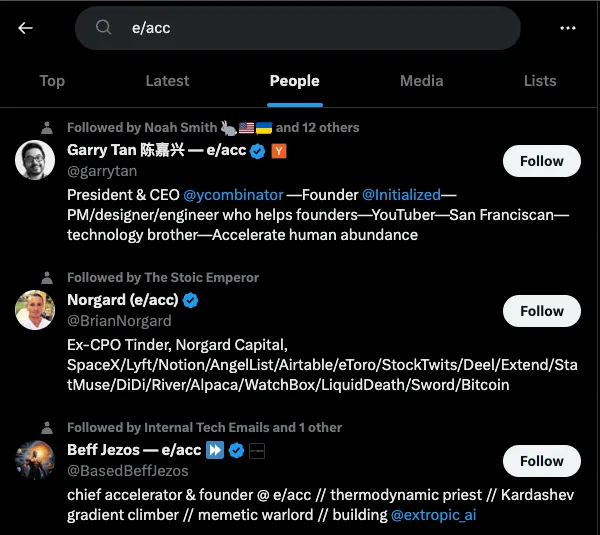 e/acc
Top Latest People Media Lists
Followed by Noah Smith 🐇🇺🇸🇺🇦 and 12 others
Garry Tan 陈嘉兴 — e/acc
Follow
@garrytan
President & CEO @ycombinator —Founder @Initialized—
PM/designer/engineer who helps founders—YouTuber—San Franciscan—
technology brother—Accelerate human abundance
Followed by The Stoic Emperor
Norgard (e/acc)
Follow
@BrianNorgard
Ex-CPO Tinder, Norgard Capital,
SpaceX/Lyft/Notion/AngelList/Airtable/eToro/StockTwits/Deel/Extend/Sta
tMuse/DiDi/River/Alpaca/WatchBox/LiquidDeath/Sword/Bitcoin
Followed by Internal Tech Emails and 1 other
Beff Jezos — e/acc ⏩
Follow
@BasedBeffJezos
chief accelerator & founder @ e/acc // thermodynamic priest // Kardashev
gradient climber // memetic warlord // building @extropic_ai